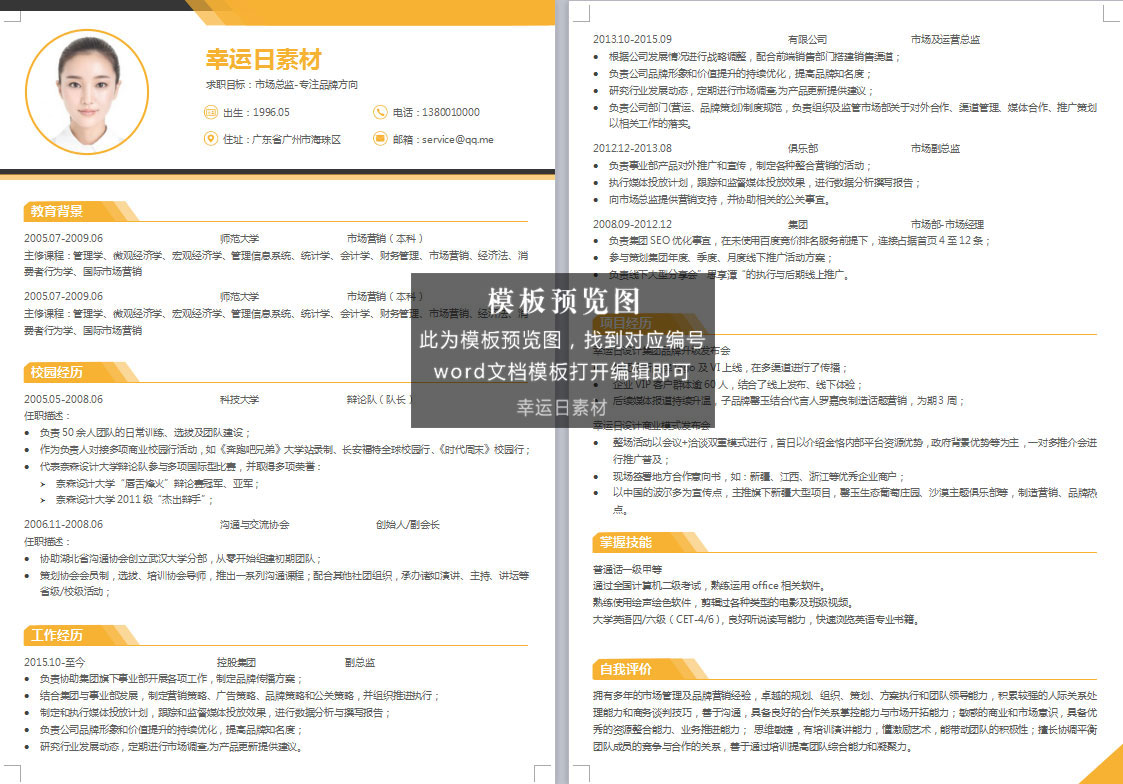 幸运日素材
求职目标：市场总监-专注品牌方向
出生：1996.05
电话：1380010000
住址：广东省广州市海珠区
邮箱：service@qq.me
教育背景
2005.07-2009.06 师范大学 市场营销（本科）
主修课程：管理学、微观经济学、宏观经济学、管理信息系统、统计学、会计学、财务管理、市场营销、经济法、消
费者行为学、国际市场营销
2005.07-2009.06 师范大学 市场营销（本科）
主修课程：管理学、微观经济学、宏观经济学、管理信息系统、统计学、会计学、财务管理、市场营销、经济法、消
费者行为学、国际市场营销
校园经历
2005.05-2008.06 科技大学 辩论队（队长）
任职描述：
● 负责 50 余人团队的日常训练、选拔及团队建设；
● 作为负责人对接多项商业校园行活动，如《奔跑吧兄弟》大学站录制、长安福特全球校园行、《时代周末》校园行；
● 代表奈森设计大学辩论队参与多项国际型比赛，并取得多项荣誉：
➢ 奈森设计大学“唇舌烽火”辩论赛冠军、亚军；
➢ 奈森设计大学 2011 级“杰出辩手”；
2006.11-2008.06 沟通与交流协会 创始人/副会长
任职描述：
● 协助湖北省沟通协会创立武汉大学分部，从零开始组建初期团队；
● 策划协会会员制，选拔、培训协会导师，推出一系列沟通课程；配合其他社团组织，承办诸如演讲、主持、讲坛等
省级/校级活动；
工作经历
2015.10-至今 控股集团 副总监
● 负责协助集团旗下事业部开展各项工作，制定品牌传播方案；
● 结合集团与事业部发展，制定营销策略、广告策略、品牌策略和公关策略，并组织推进执行；
● 制定和执行媒体投放计划，跟踪和监督媒体投放效果，进行数据分析与撰写报告；
● 负责公司品牌形象和价值提升的持续优化，提高品牌知名度；
● 研究行业发展动态，定期进行市场调查,为产品更新提供建议。
2013.10-2015.09 有限公司 市场及运营总监
● 根据公司发展情况进行战略调整，配合前端销售部门搭建销售渠道；
● 负责公司品牌形象和价值提升的持续优化，提高品牌知名度；
● 研究行业发展动态，定期进行市场调查,为产品更新提供建议；
● 负责公司部门(营运、品牌策划)制度规范，负责组织及监管市场部关于对外合作、渠道管理、媒体合作、推广策划
以相关工作的落实。
2012.12-2013.08 俱乐部 市场副总监
● 负责事业部产品对外推广和宣传，制定各种整合营销的活动；
● 执行媒体投放计划，跟踪和监督媒体投放效果，进行数据分析撰写报告；
● 向市场总监提供营销支持，并协助相关的公关事宜。
2008.09-2012.12 集团 市场部-市场经理
● 负责集团 SEO 优化事宜，在未使用百度竞价排名服务前提下，连接占据首页 4 至 12 条；
● 参与策划集团年度、季度、月度线下推广活动方案；
● 负责线下大型分享会“思享潭“的执行与后期线上推广。
模板预览图
此为模板预览图，找到对应编号
word文档模板打开编辑即可
幸运日素材
项目经历
幸运日设计集团品牌升级发布会
及 VI 上线，在多渠道进行了传播；
● 企业 VIP 客户群体逾 60 人，结合了线上发布、线下体验；
● 后续媒体报道持续升温，子品牌馨玉结合代言人罗嘉良制造话题营销，为期 3 周；
幸运日设计商业模式发布会
● 整场活动以会议+洽谈双重模式进行，首日以介绍金恪内部平台资源优势，政府背景优势等为主，一对多推介会进
行推广普及；
● 现场签署地方合作意向书，如：新疆、江西、浙江等优秀企业商户；
● 以中国的波尔多为宣传点，主推旗下新疆大型项目，馨玉生态葡萄庄园、沙漠主题俱乐部等，制造营销、品牌热
点。
掌握技能
普通话一级甲等
通过全国计算机二级考试，熟练运用 office 相关软件。
熟练使用绘声绘色软件，剪辑过各种类型的电影及班级视频。
大学英语四/六级（CET-4/6），良好听说读写能力，快速浏览英语专业书籍。
自我评价
拥有多年的市场管理及品牌营销经验，卓越的规划、组织、策划、方案执行和团队领导能力，积累较强的人际关系处
理能力和商务谈判技巧，善于沟通，具备良好的合作关系掌控能力与市场开拓能力；敏感的商业和市场意识，具备优
秀的资源整合能力、业务推进能力； 思维敏捷，有培训演讲能力，懂激励艺术，能带动团队的积极性；擅长协调平衡
团队成员的竞争与合作的关系，善于通过培训提高团队综合能力和凝聚力。